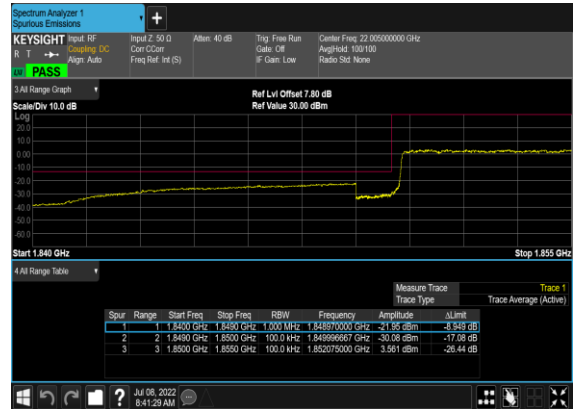 Spectrum Analyzer 1
Spurious Emissions
KEYSIGHT Input: RF Input Z: 50 Ω Atten: 40 dB Trig: Free Run Center Freq: 22.005000000 GHz
R T Coupling: DC Corr CCorr Gate: Off Avg|Hold: 100/100
Align: Auto Freq Ref: Int (S) IF Gain: Low Radio Std: None
LW PASS
3 All Range Graph
Ref Lvl Offset 7.80 dB
Scale/Div 10.0 dB Ref Value 30.00 dBm
Log
20.0
10.0
0.00
-10.0
-20.0
-30.0
-40.0
-50.0
-60.0
Start 1.840 GHz Stop 1.855 GHz
4 All Range Table
Measure Trace Trace 1
Trace Type Trace Average (Active)
Spur Range Start Freq Stop Freq RBW Frequency Amplitude ΔLimit
1 1 1.8400 GHz 1.8490 GHz 1.000 MHz 1.848970000 GHz -21.95 dBm -8.949 dB
2 2 1.8490 GHz 1.8500 GHz 100.0 kHz 1.849996667 GHz -30.08 dBm -17.08 dB
3 3 1.8500 GHz 1.8550 GHz 100.0 kHz 1.852075000 GHz 3.561 dBm -26.44 dB
Jul 08, 2022
8:41:29 AM